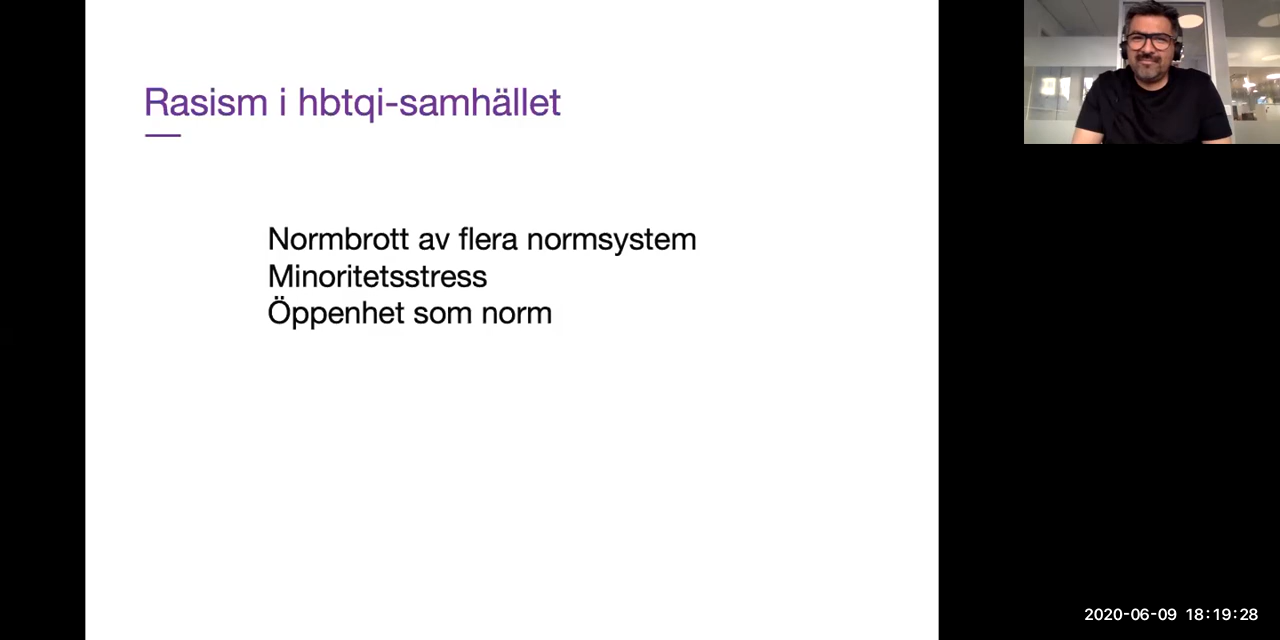 Rasism i hbtqi-samhället
Normbrott av flera normsystem
Minoritetsstress
Öppenhet som norm
2020-06-09 18:19:28